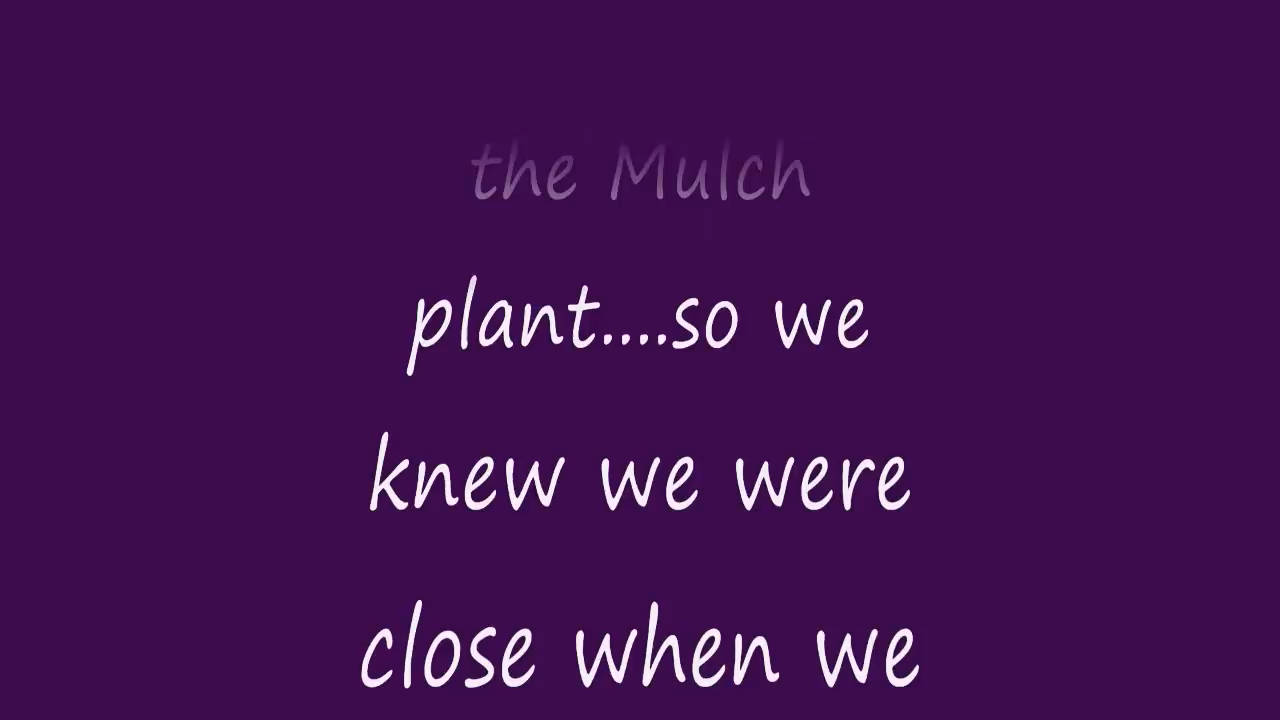 the Mulch
plant....so we
knew we were
close when we